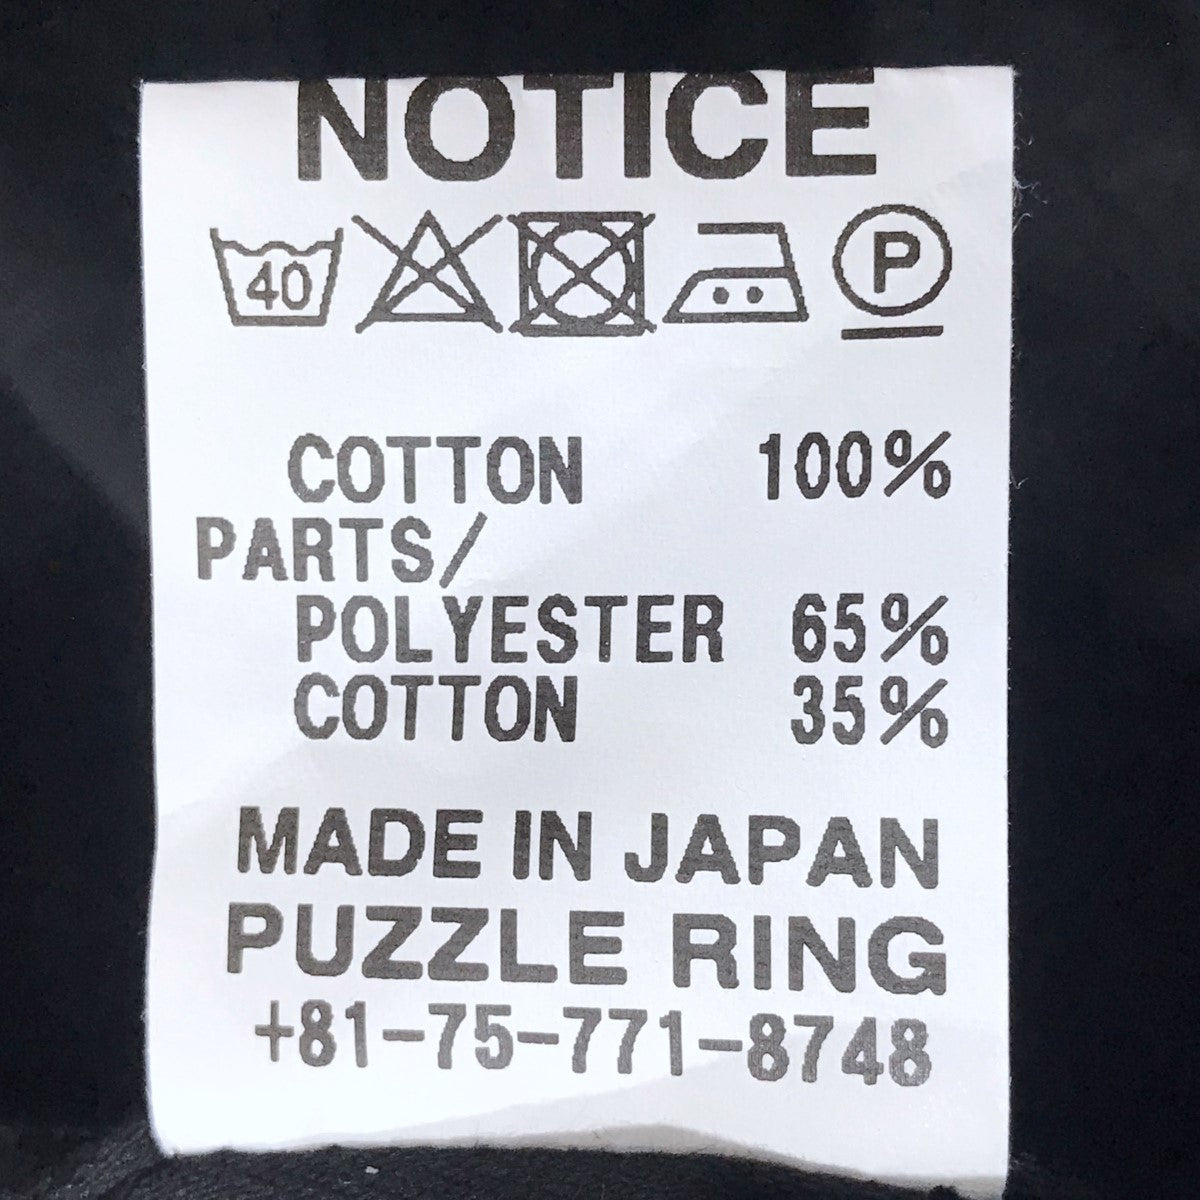 NOTICE
40 P
COTTON 100%
PARTS/
POLYESTER 65%
COTTON 35%
MADE IN JAPAN
PUZZLE RING
+81-75-771-8748